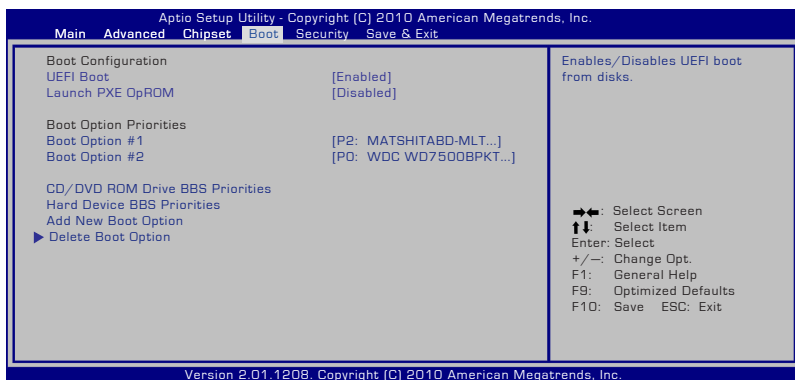 Aptio Setup Utility - Copyright (C) 2010 American Megatrends, Inc.
Main Advanced Chipset Boot Security Save & Exit
Boot Configuration
UEFI Boot [Enabled]
Launch PXE OpROM [Disabled]
Boot Option Priorities
Boot Option #1 [P2: MATSHITABD-MLT...]
Boot Option #2 [P0: WDC WD7500BPKT...]
CD/DVD ROM Drive BBS Priorities
Hard Device BBS Priorities
Add New Boot Option
Delete Boot Option
Enables/Disables UEFI boot
from disks.
: Select Screen
: Select Item
Enter: Select
+/—: Change Opt.
F1: General Help
F9: Optimized Defaults
F10: Save ESC: Exit
Version 2.01.1208. Copyright (C) 2010 American Megatrends, Inc.